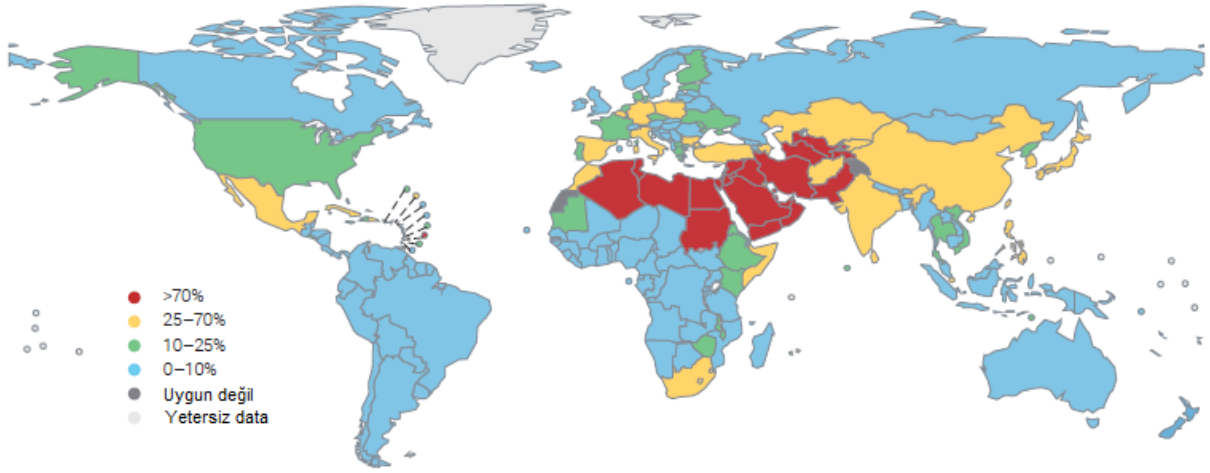 >70%
25–70%
10–25%
0–10%
Uygun değil
Yetersiz data